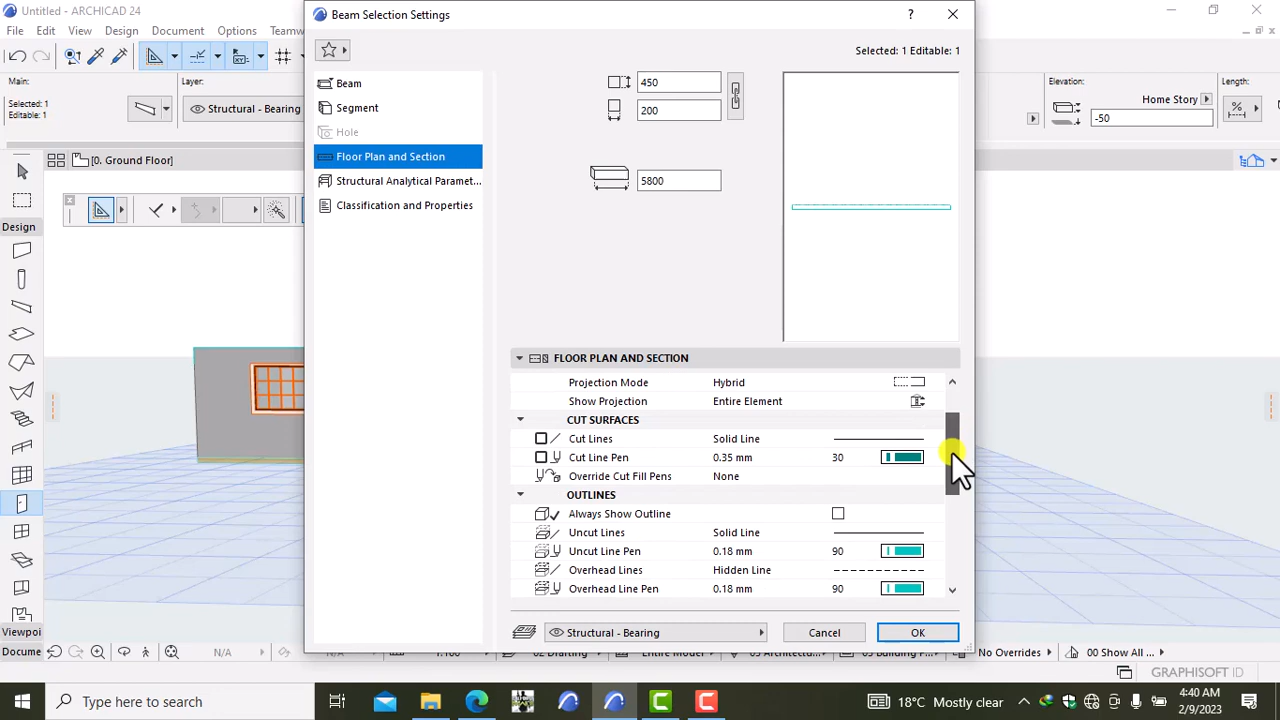 Untitled - ARCHICAD 24
Beam Selection Settings
?
File Edit View Design Document Options Teamw
Selected: 1 Editable: 1
Main:
Layer:
Elevation:
Length:
Selected: 1
Editable: 1
Structural - Bearing
Home Story
-50
%
[0. Ground Floor]
Design
Viewpoi
Docume
Beam
Segment
Hole
Floor Plan and Section
Structural Analytical Paramet...
Classification and Properties
450
200
5800
FLOOR PLAN AND SECTION
Projection Mode Hybrid
Show Projection Entire Element
CUT SURFACES
Cut Lines Solid Line
Cut Line Pen 0.35 mm 30
Override Cut Fill Pens None
OUTLINES
Always Show Outline
Uncut Lines Solid Line
Uncut Line Pen 0.18 mm 90
Overhead Lines Hidden Line
Overhead Line Pen 0.18 mm 90
Structural - Bearing
Cancel
OK
N/A
No Overrides
00 Show All ...
GRAPHISOFT ID
Type here to search
18°C Mostly clear
4:40 AM
2/9/2023